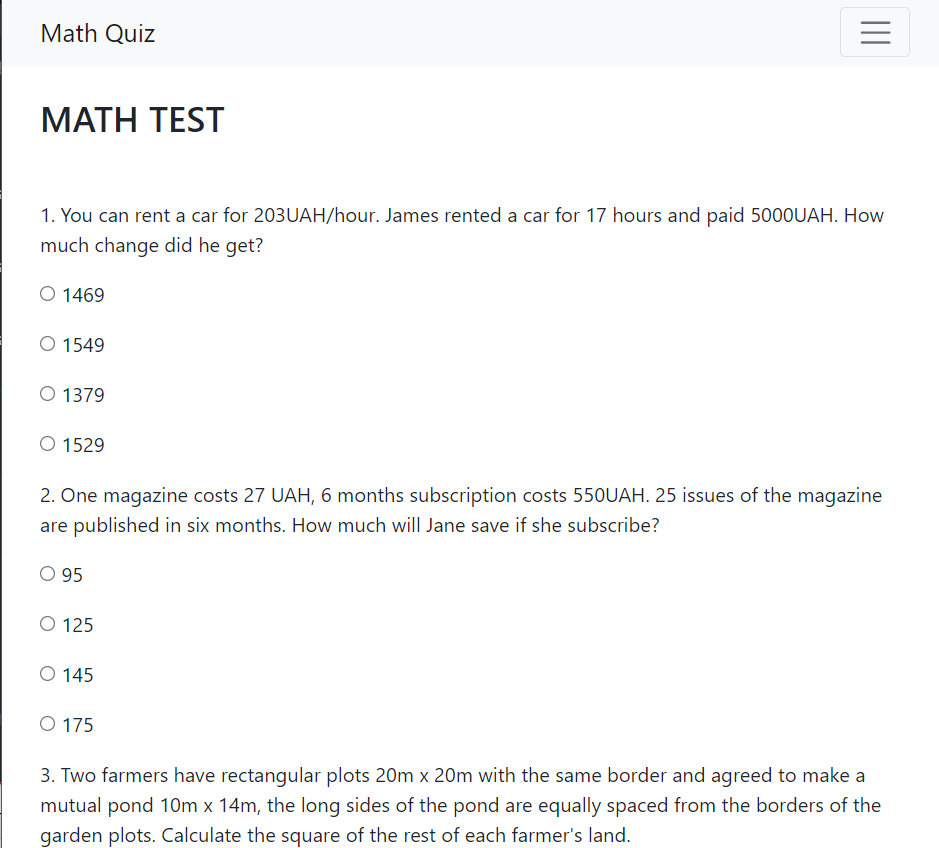 Math Quiz
MATH TEST
1. You can rent a car for 203UAH/hour. James rented a car for 17 hours and paid 5000UAH. How
much change did he get?
1469
1549
1379
1529
2. One magazine costs 27 UAH, 6 months subscription costs 550UAH. 25 issues of the magazine
are published in six months. How much will Jane save if she subscribe?
95
125
145
175
3. Two farmers have rectangular plots 20m x 20m with the same border and agreed to make a
mutual pond 10m x 14m, the long sides of the pond are equally spaced from the borders of the
garden plots. Calculate the square of the rest of each farmer's land.